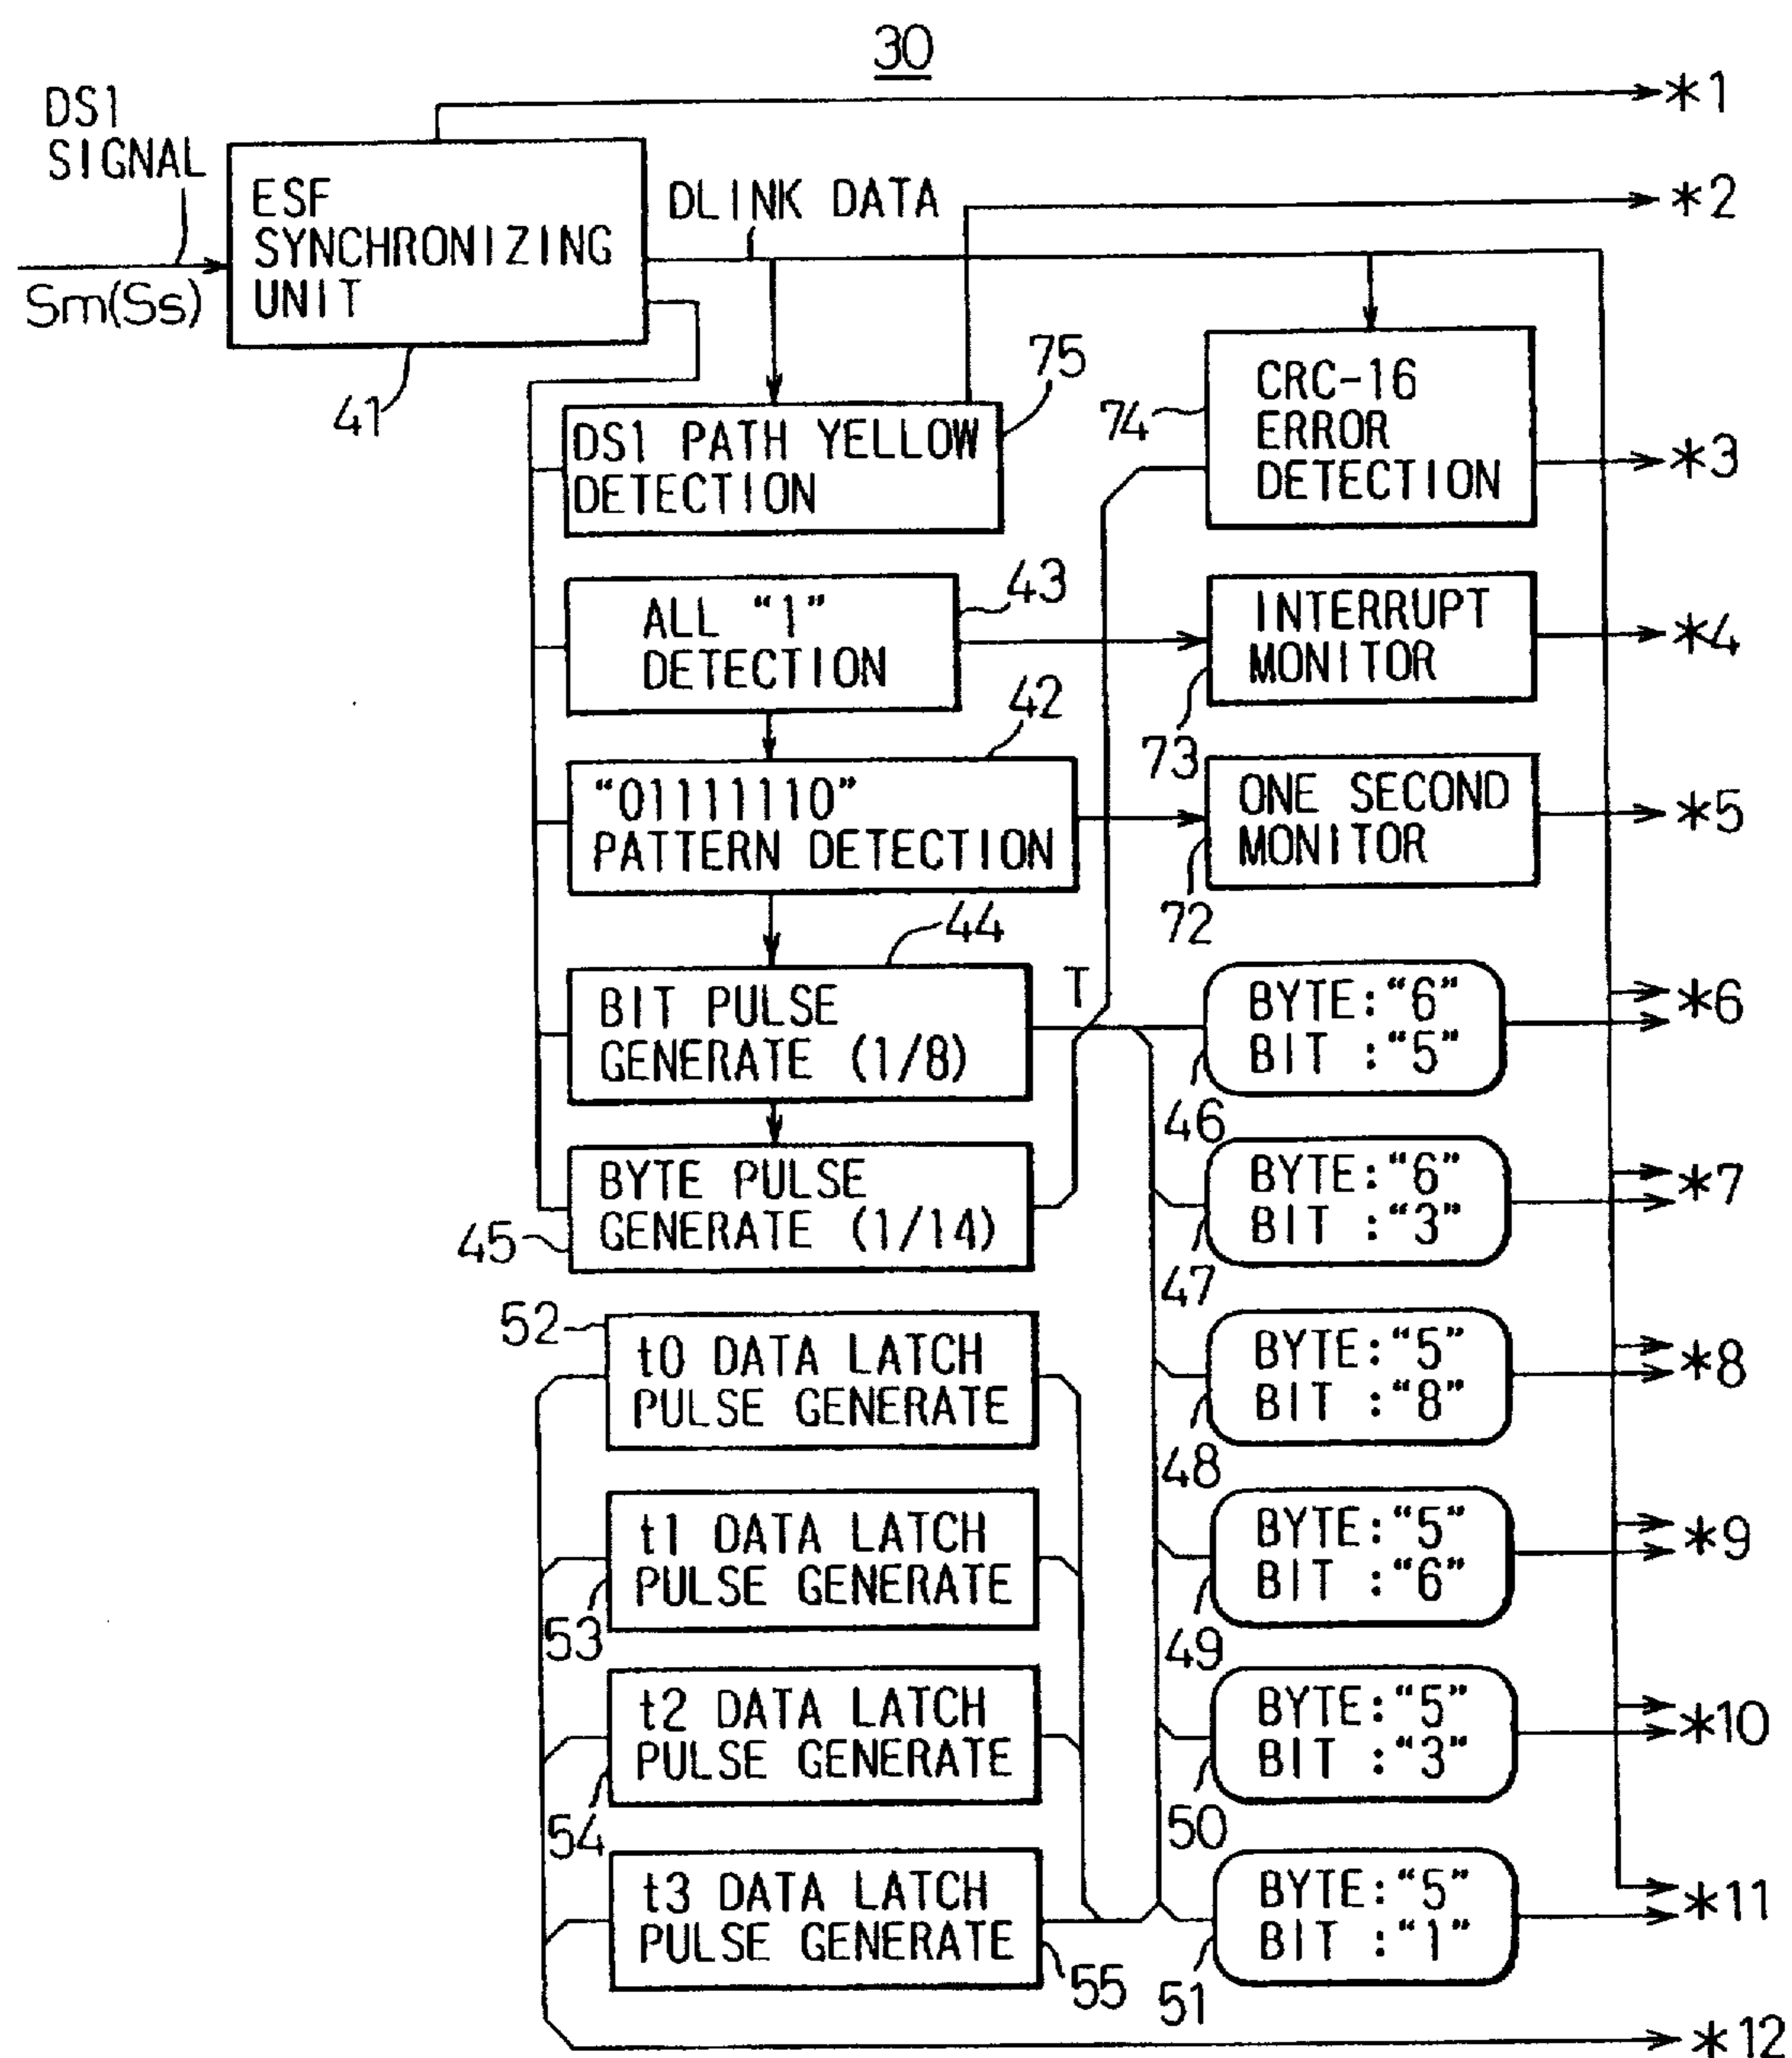 30
DS1
SIGNAL
Sm(Ss)
ESF
SYNCHRONIZING
UNIT
41
DLINK DATA
*1
*2
DS1 PATH YELLOW
DETECTION
75
CRC-16
ERROR
DETECTION
74
*3
ALL “1”
DETECTION
43
INTERRUPT
MONITOR
73
*4
“01111110”
PATTERN DETECTION
42
ONE SECOND
MONITOR
72
*5
BIT PULSE
GENERATE (1/8)
44
T
BYTE:“6”
BIT :“5”
46
*6
BYTE PULSE
GENERATE (1/14)
45
BYTE:“6”
BIT :“3”
47
*7
t0 DATA LATCH
PULSE GENERATE
52
BYTE:“5”
BIT :“8”
48
*8
t1 DATA LATCH
PULSE GENERATE
53
BYTE:“5”
BIT :“6”
49
*9
t2 DATA LATCH
PULSE GENERATE
54
BYTE:“5”
BIT :“3”
50
*10
t3 DATA LATCH
PULSE GENERATE
55
BYTE:“5”
BIT :“1”
51
*11
*12